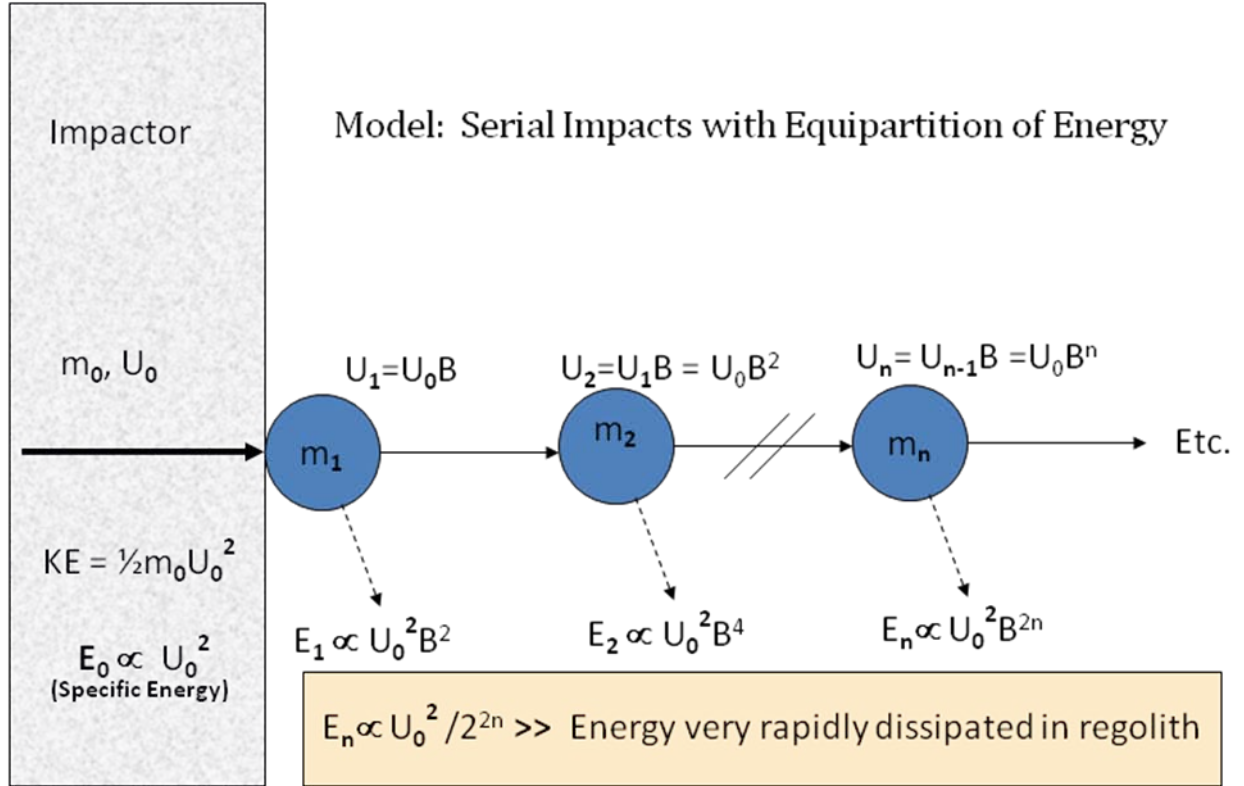 Impactor
Model: Serial Impacts with Equipartition of Energy
m₀, U₀
U₁=U₀B
U₂=U₁B = U₀B²
Uₙ= Uₙ₋₁B =U₀Bⁿ
m₁
m₂
mₙ
Etc.
KE = ½m₀U₀²
E₀ ∝ U₀²
(Specific Energy)
E₁ ∝ U₀²B²
E₂ ∝ U₀²B⁴
Eₙ∝ U₀²B²ⁿ
Eₙ∝ U₀²/2²ⁿ >> Energy very rapidly dissipated in regolith